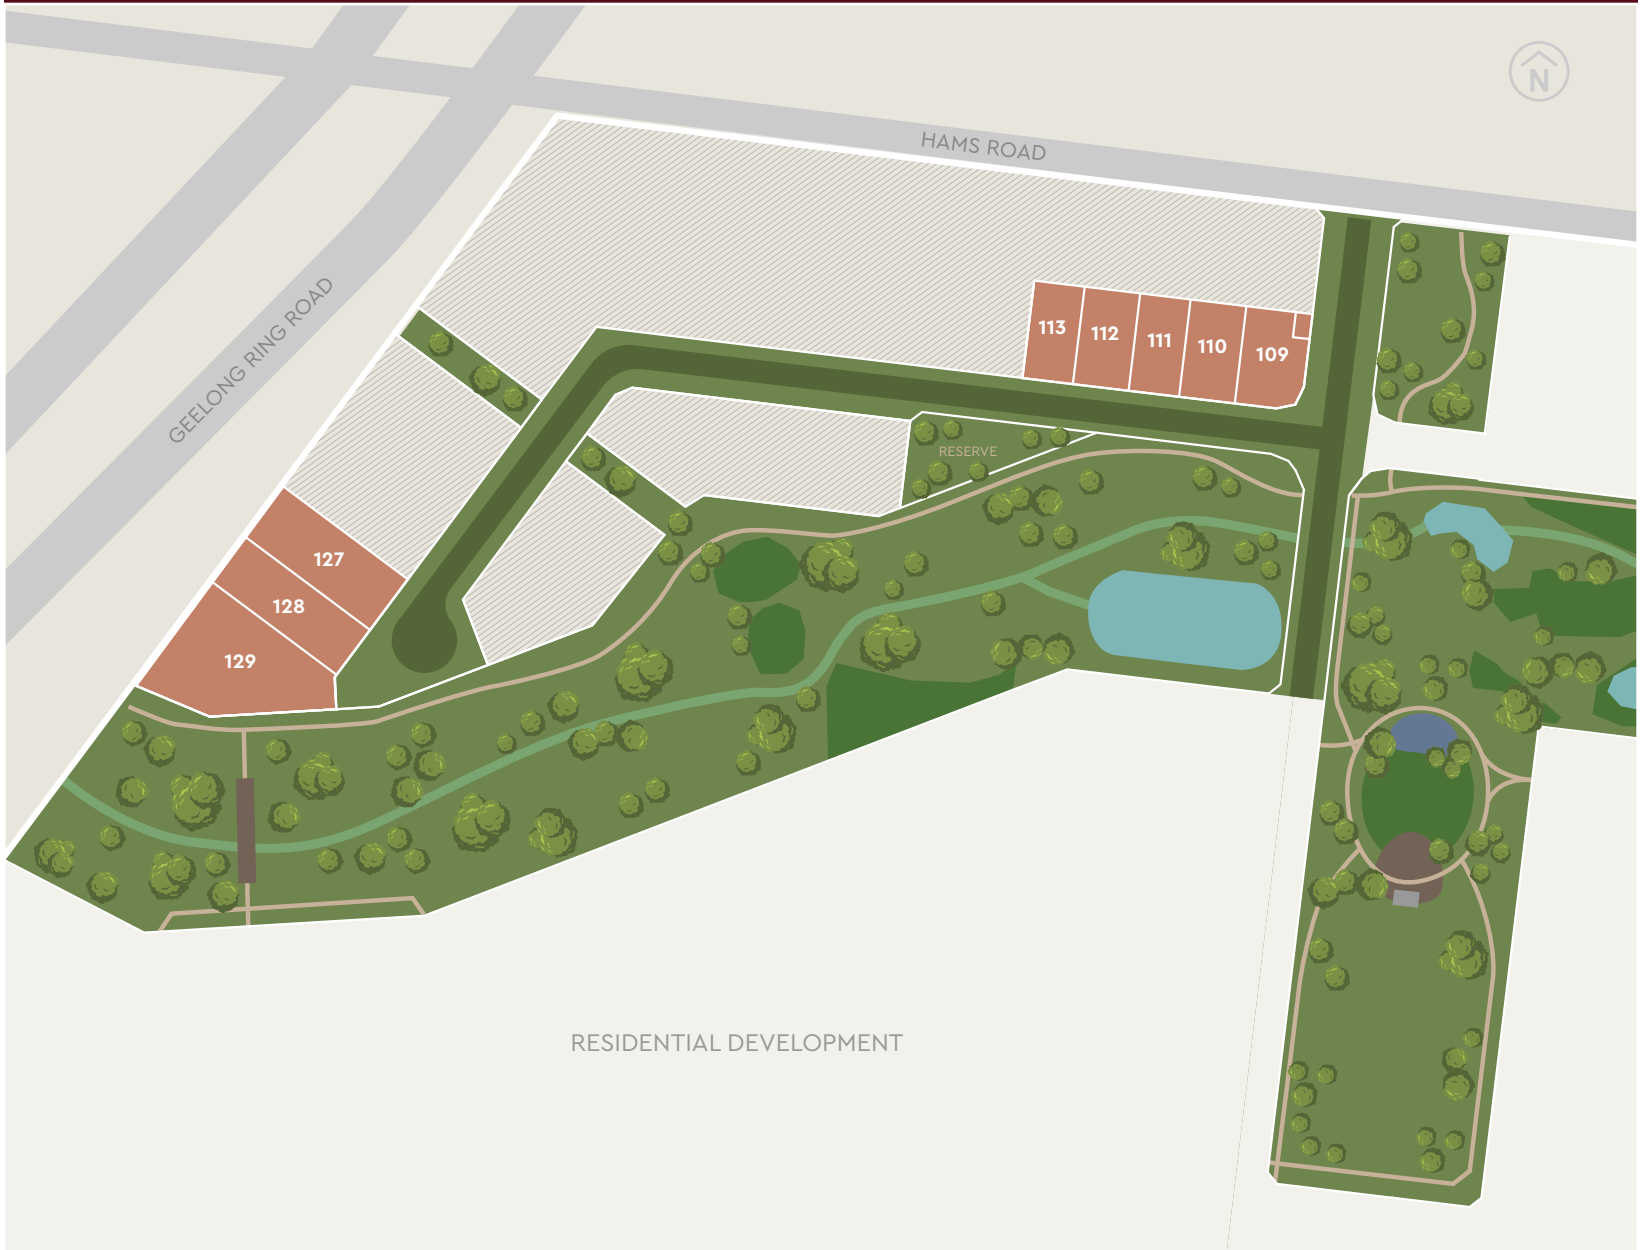 N
HAMS ROAD
GEELONG RING ROAD
113
112
111
110
109
RESERVE
127
128
129
RESIDENTIAL DEVELOPMENT